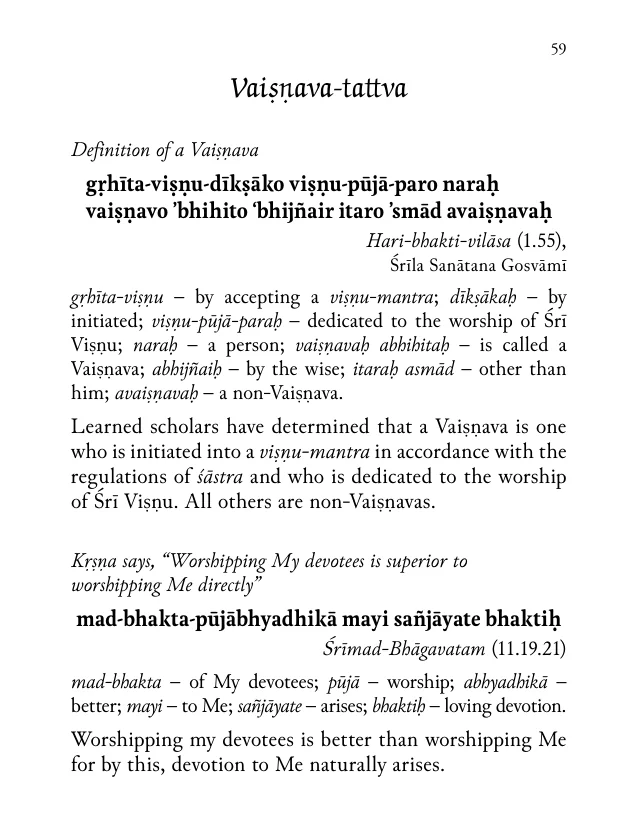 59
Vaiṣṇava-tattva
Definition of a Vaiṣṇava
gṛhīta-viṣṇu-dīkṣāko viṣṇu-pūjā-paro naraḥ
vaiṣṇavo ’bhihito ‘bhijñair itaro ’smād avaiṣṇavaḥ
Hari-bhakti-vilāsa (1.55),
Śrīla Sanātana Gosvāmī
gṛhīta-viṣṇu – by accepting a viṣṇu-mantra; dīkṣākaḥ – by
initiated; viṣṇu-pūjā-paraḥ – dedicated to the worship of Śrī
Viṣṇu; naraḥ – a person; vaiṣṇavaḥ abhihitaḥ – is called a
Vaiṣṇava; abhijñaiḥ – by the wise; itaraḥ asmād – other than
him; avaiṣṇavaḥ – a non-Vaiṣṇava.
Learned scholars have determined that a Vaiṣṇava is one
who is initiated into a viṣṇu-mantra in accordance with the
regulations of śāstra and who is dedicated to the worship
of Śrī Viṣṇu. All others are non-Vaiṣṇavas.
Kṛṣṇa says, “Worshipping My devotees is superior to
worshipping Me directly”
mad-bhakta-pūjābhyadhikā mayi sañjāyate bhaktiḥ
Śrīmad-Bhāgavatam (11.19.21)
mad-bhakta – of My devotees; pūjā – worship; abhyadhikā –
better; mayi – to Me; sañjāyate – arises; bhaktiḥ – loving devotion.
Worshipping my devotees is better than worshipping Me
for by this, devotion to Me naturally arises.